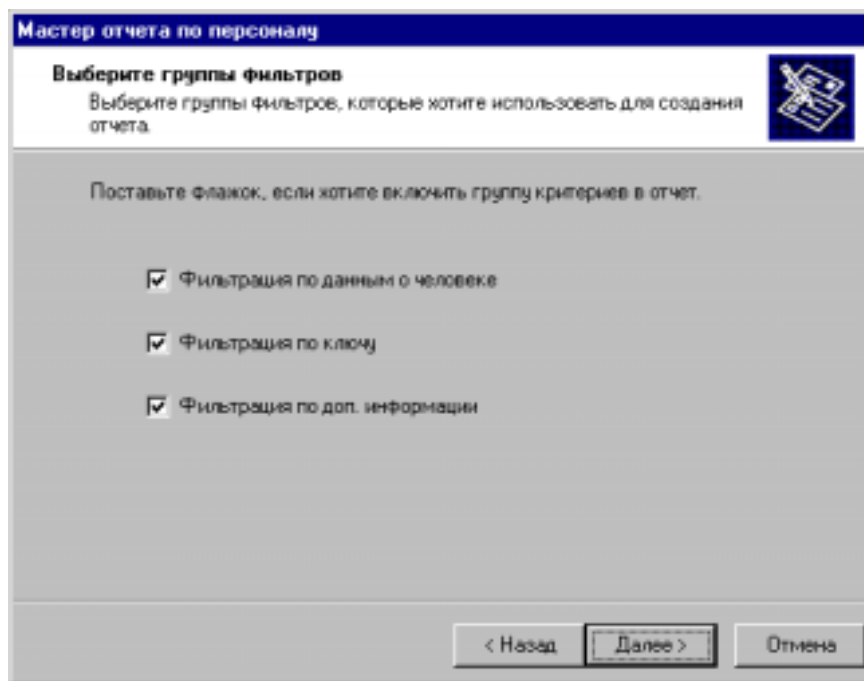 Мастер отчета по персоналу
Выберите группы фильтров
Выберите группы фильтров, которые хотите использовать для создания
отчета.
Поставьте флажок, если хотите включить группу критериев в отчет.
Фильтрация по данным о человеке
Фильтрация по ключу
Фильтрация по доп. информации
< Назад Далее > Отмена